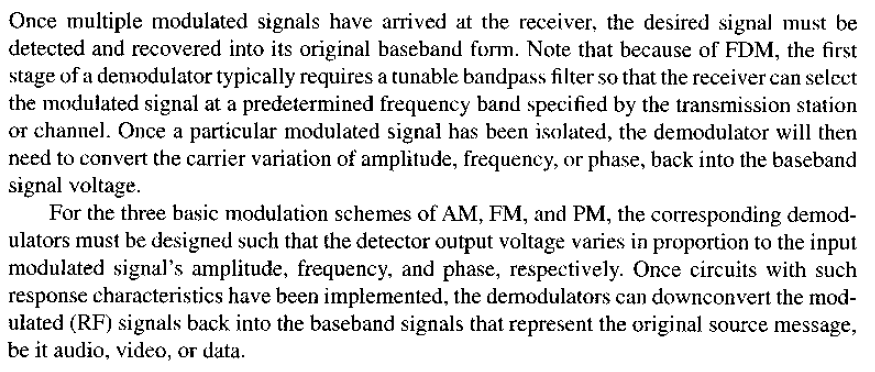 Once multiple modulated signals have arrived at the receiver, the desired signal must be
detected and recovered into its original baseband form. Note that because of FDM, the first
stage of a demodulator typically requires a tunable bandpass filter so that the receiver can select
the modulated signal at a predetermined frequency band specified by the transmission station
or channel. Once a particular modulated signal has been isolated, the demodulator will then
need to convert the carrier variation of amplitude, frequency, or phase, back into the baseband
signal voltage.
For the three basic modulation schemes of AM, FM, and PM, the corresponding demod-
ulators must be designed such that the detector output voltage varies in proportion to the input
modulated signal's amplitude, frequency, and phase, respectively. Once circuits with such
response characteristics have been implemented, the demodulators can downconvert the mod-
ulated (RF) signals back into the baseband signals that represent the original source message,
be it audio, video, or data.